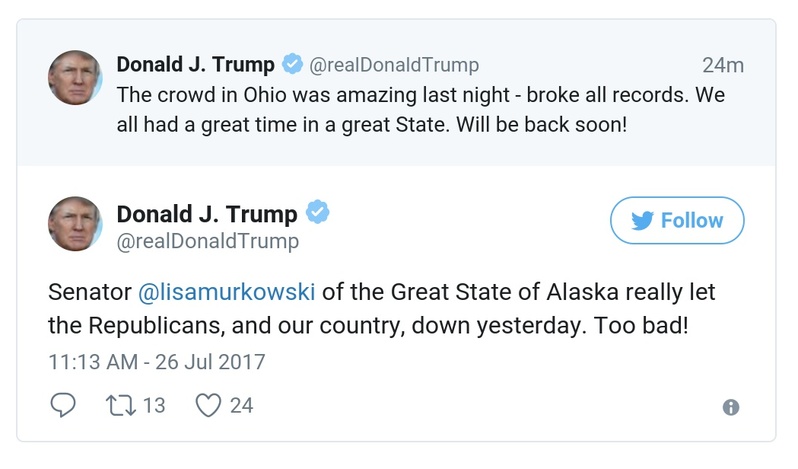 Donald J. Trump @realDonaldTrump 24m
The crowd in Ohio was amazing last night - broke all records. We
all had a great time in a great State. Will be back soon!
Donald J. Trump
@realDonaldTrump
Follow
Senator @lisamurkowski of the Great State of Alaska really let
the Republicans, and our country, down yesterday. Too bad!
11:13 AM - 26 Jul 2017
13 24